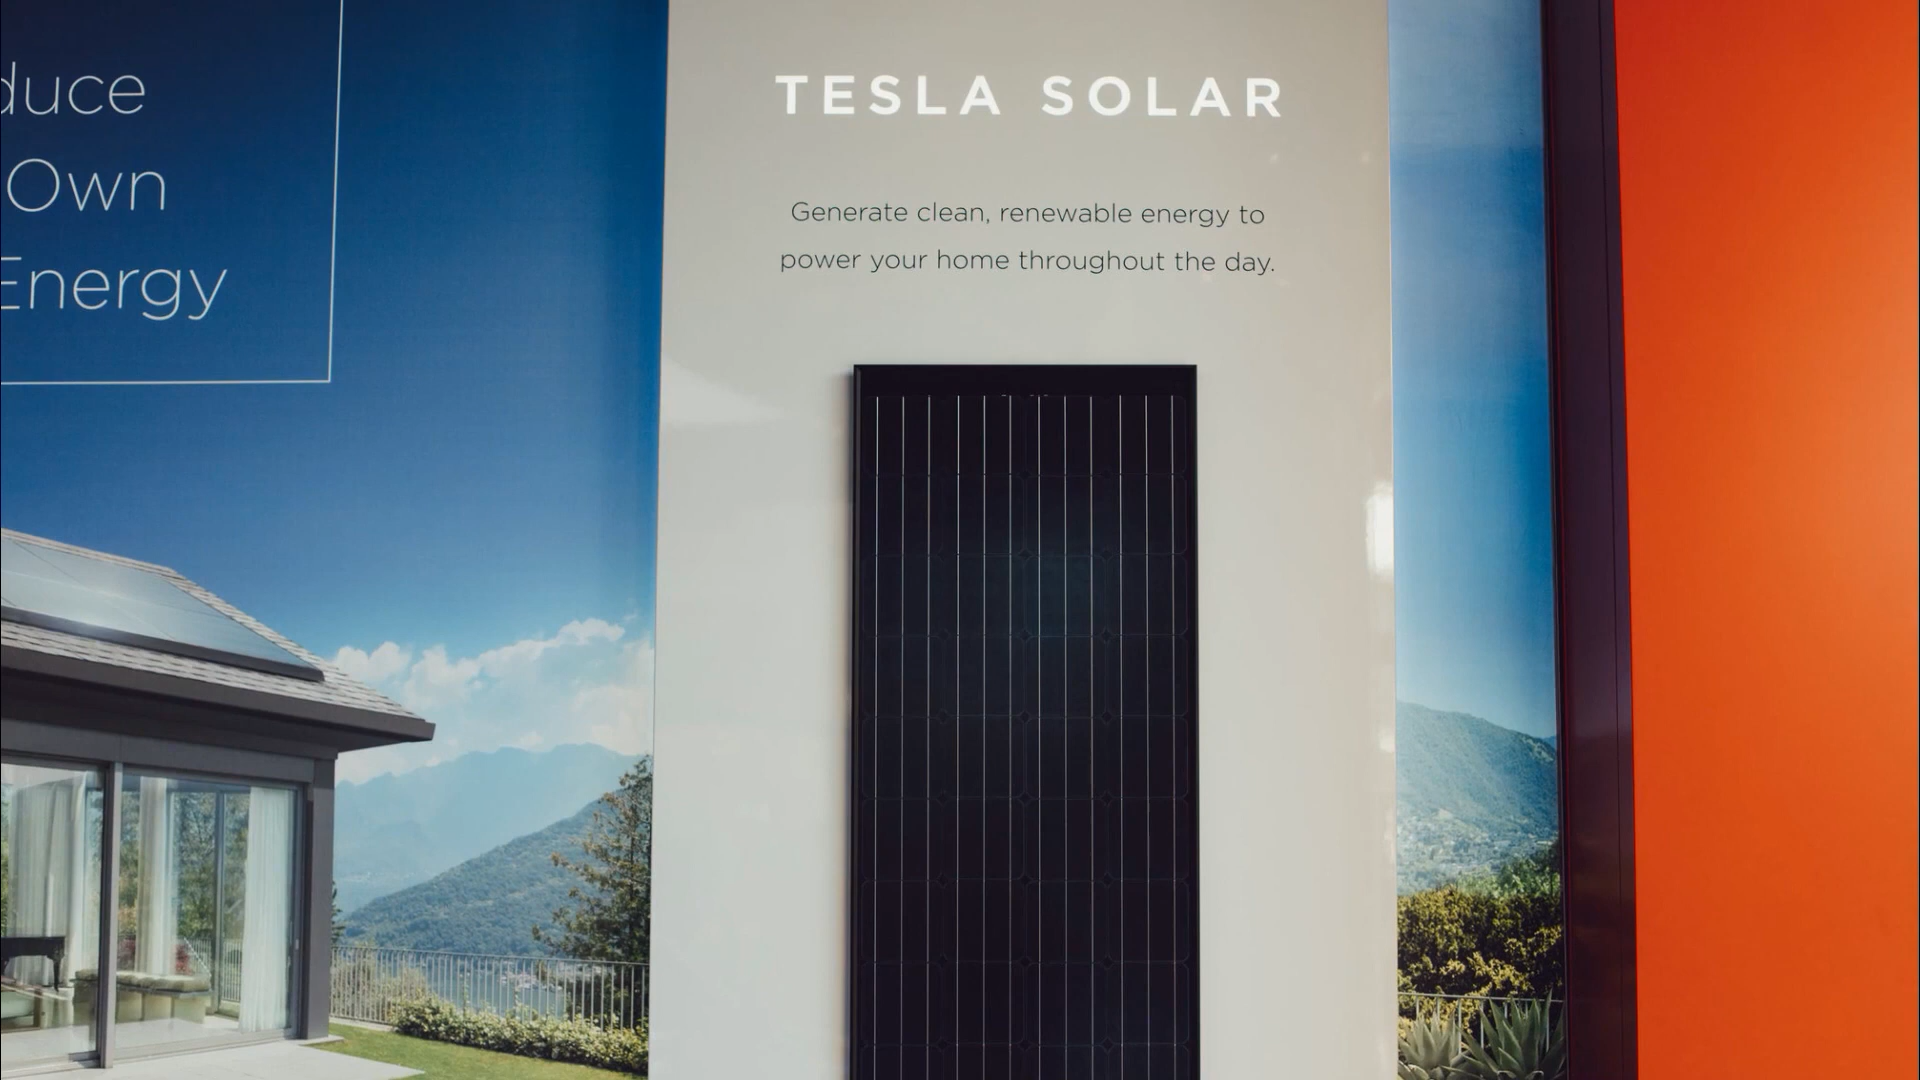 duce
Own
Energy
TESLA SOLAR
Generate clean, renewable energy to
power your home throughout the day.